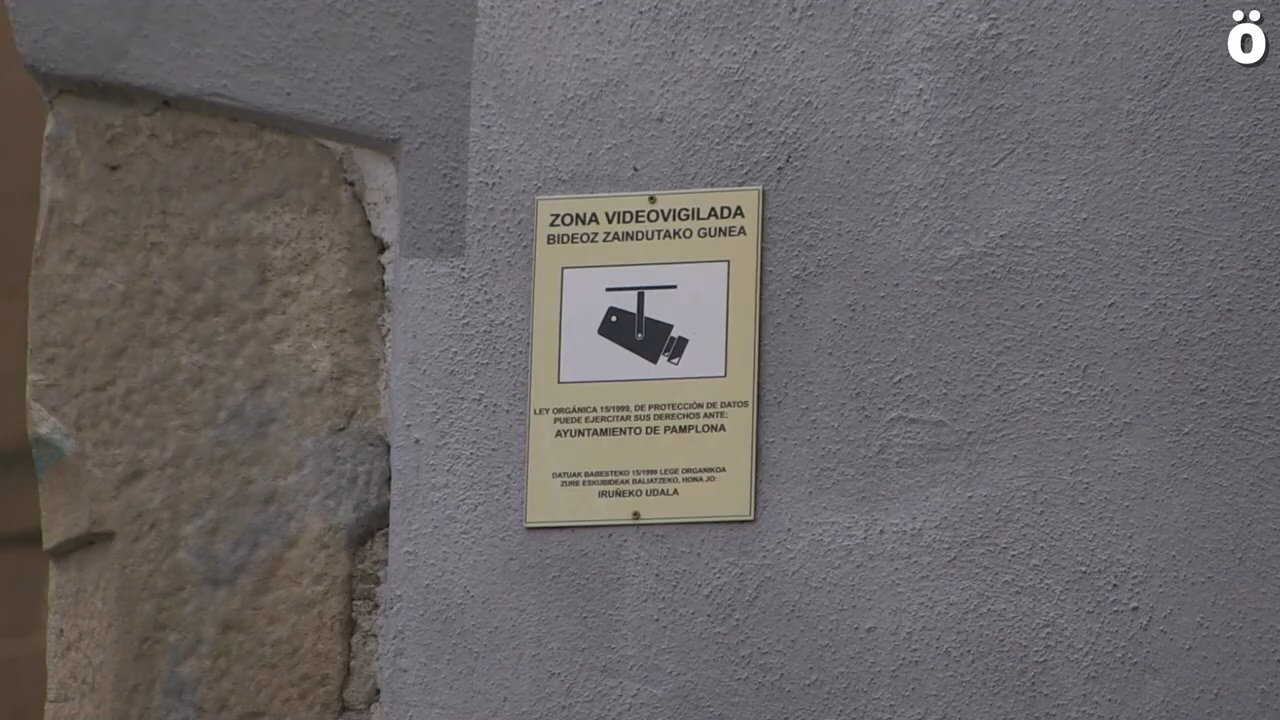 ö
ZONA VIDEOVIGILADA
BIDEOZ ZAINDUTAKO GUNEA
LEY ORGÁNICA 15/1999, DE PROTECCIÓN DE DATOS
PUEDE EJERCITAR SUS DERECHOS ANTE:
AYUNTAMIENTO DE PAMPLONA
DATUAK BABESTEKO 15/1999 LEGE ORGANIKOA
ZURE ESKUBIDEAK BALIATZEKO, HONA JO:
IRUÑEKO UDALA